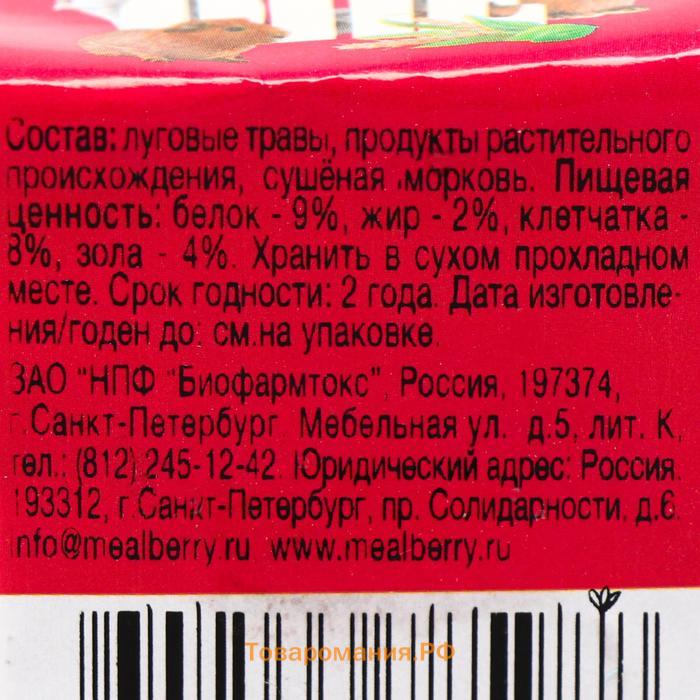 Состав: луговые травы, продукты растительного
происхождения, сушёная морковь. Пищевая
ценность: белок - 9%, жир - 2%, клетчатка -
8%, зола - 4%. Хранить в сухом прохладном
месте. Срок годности: 2 года. Дата изготовле-
ния/годен до: см.на упаковке.
ЗАО "НПФ "Биофармтокс", Россия, 197374,
г.Санкт-Петербург Мебельная ул. д.5, лит. К,
тел.: (812) 245-12-42. Юридический адрес: Россия.
193312, г.Санкт-Петербург, пр. Солидарности, д.6.
info@mealberry.ru www.mealberry.ru
Товаромания.РФ